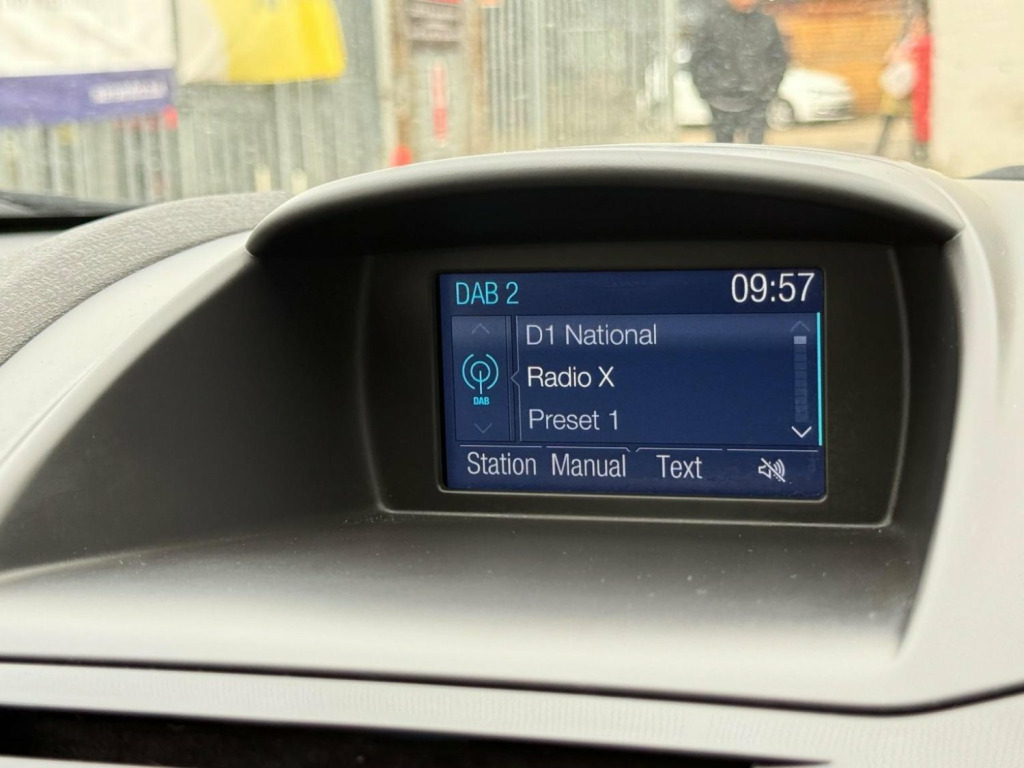 DAB 2 09:57
D1 National
Radio X
DAB
Preset 1
Station Manual Text